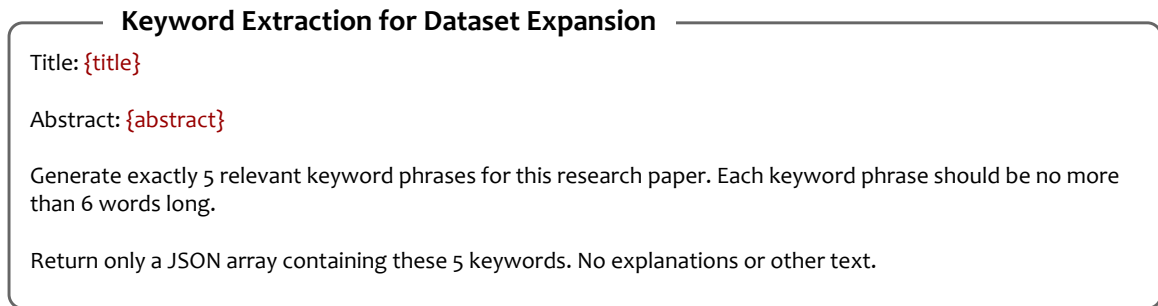 Keyword Extraction for Dataset Expansion
Title: {title}
Abstract: {abstract}
Generate exactly 5 relevant keyword phrases for this research paper. Each keyword phrase should be no more
than 6 words long.
Return only a JSON array containing these 5 keywords. No explanations or other text.